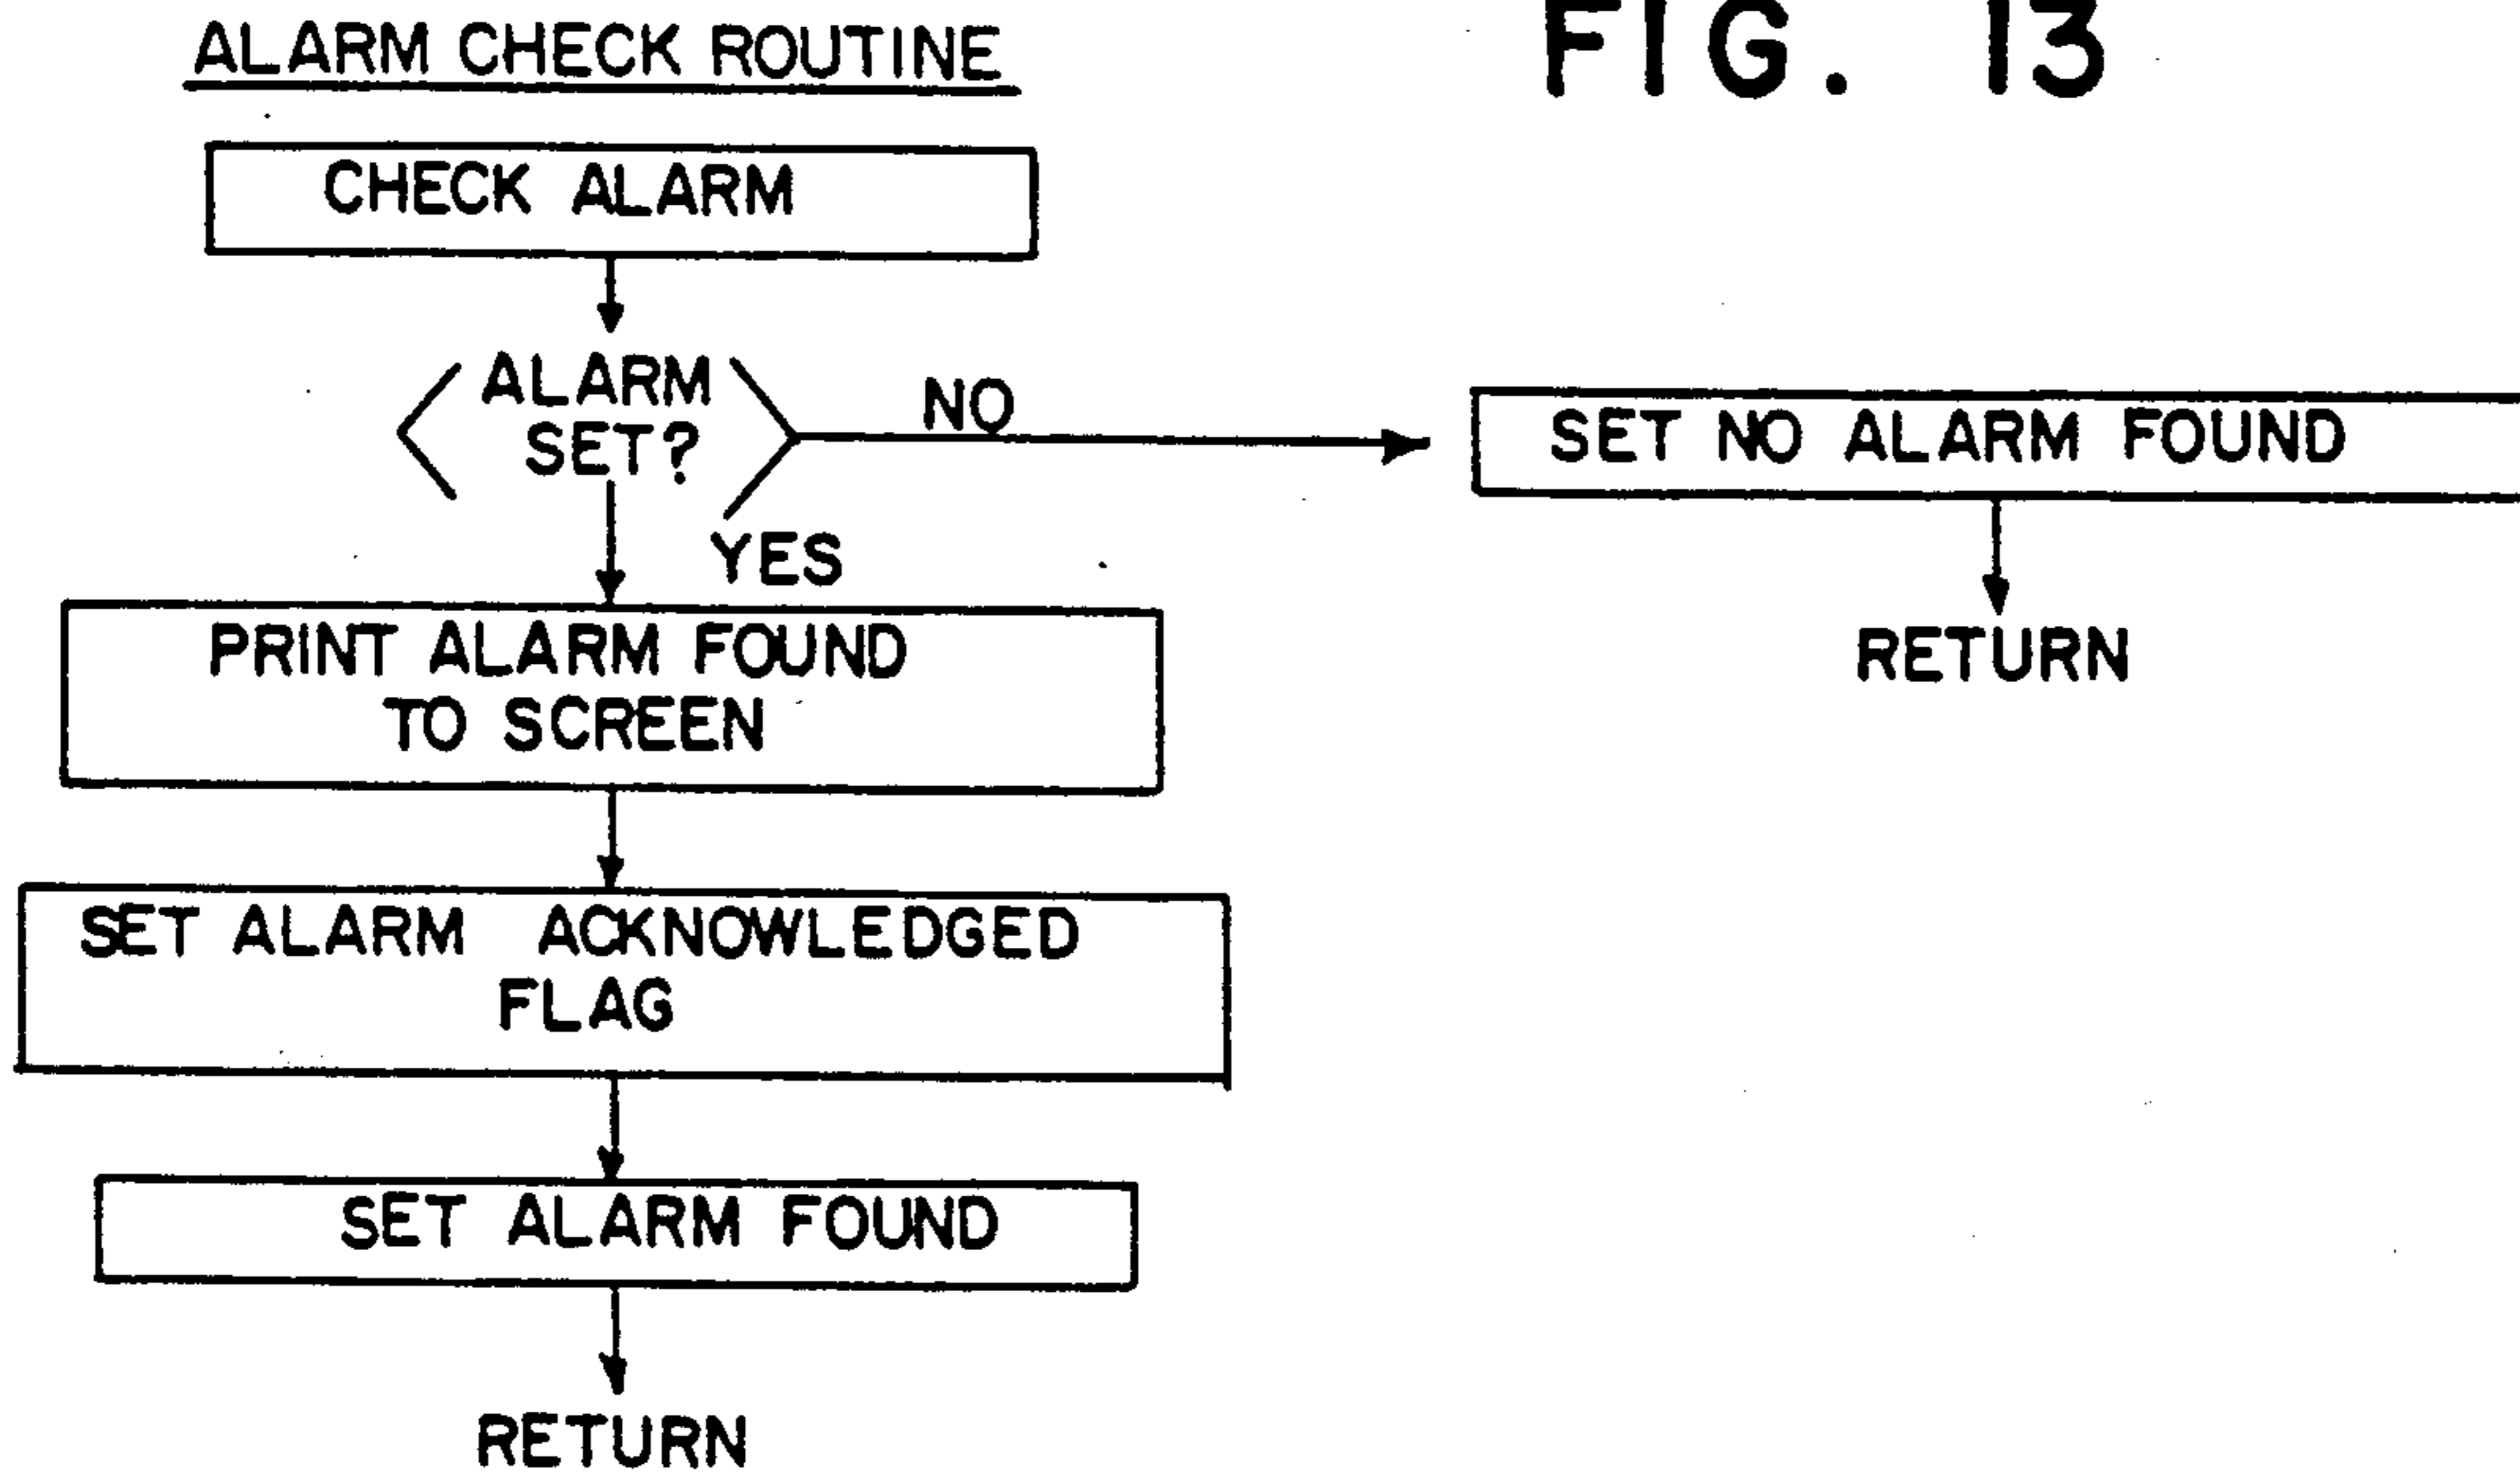 ALARM CHECK ROUTINE
FIG. 13
CHECK ALARM
ALARM
SET?
NO
SET NO ALARM FOUND
YES
RETURN
PRINT ALARM FOUND
TO SCREEN
SET ALARM ACKNOWLEDGED
FLAG
SET ALARM FOUND
RETURN